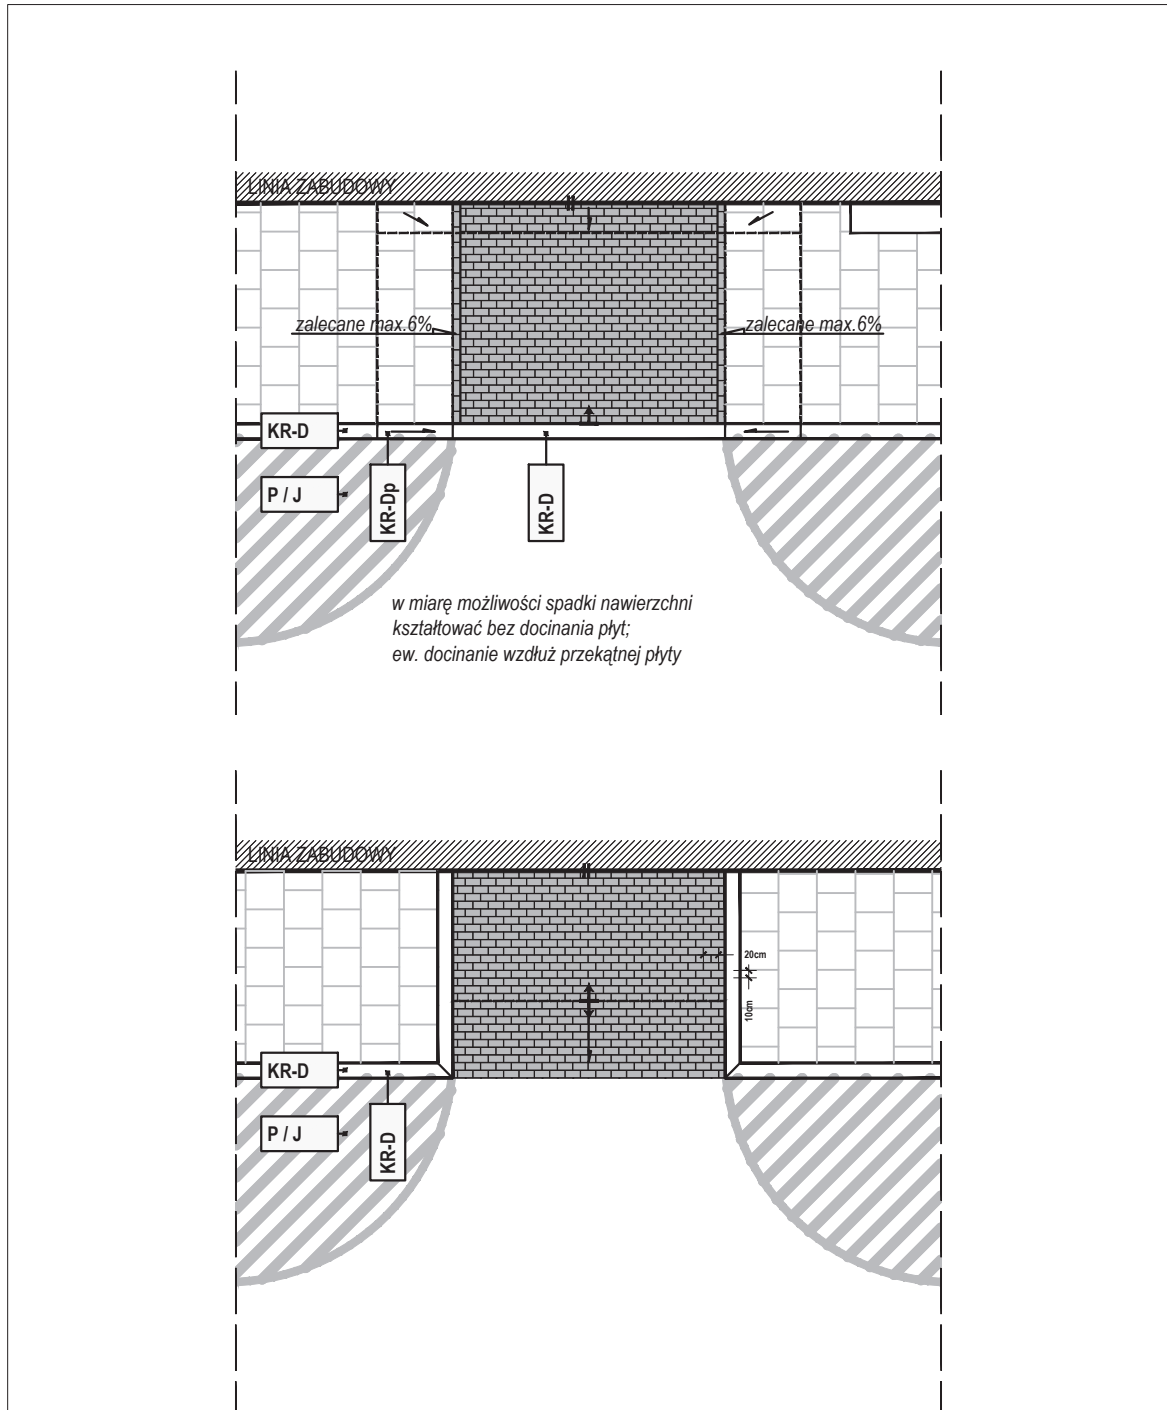 LINIA ZABUDOWY
zalecane max.6%
zalecane max.6%
KR-D
P / J
KR-Dp
KR-D
w miarę możliwości spadki nawierzchni
kształtować bez docinania płyt;
ew. docinanie wzdłuż przekątnej płyty
LINIA ZABUDOWY
20cm
10cm
KR-D
P / J
KR-D